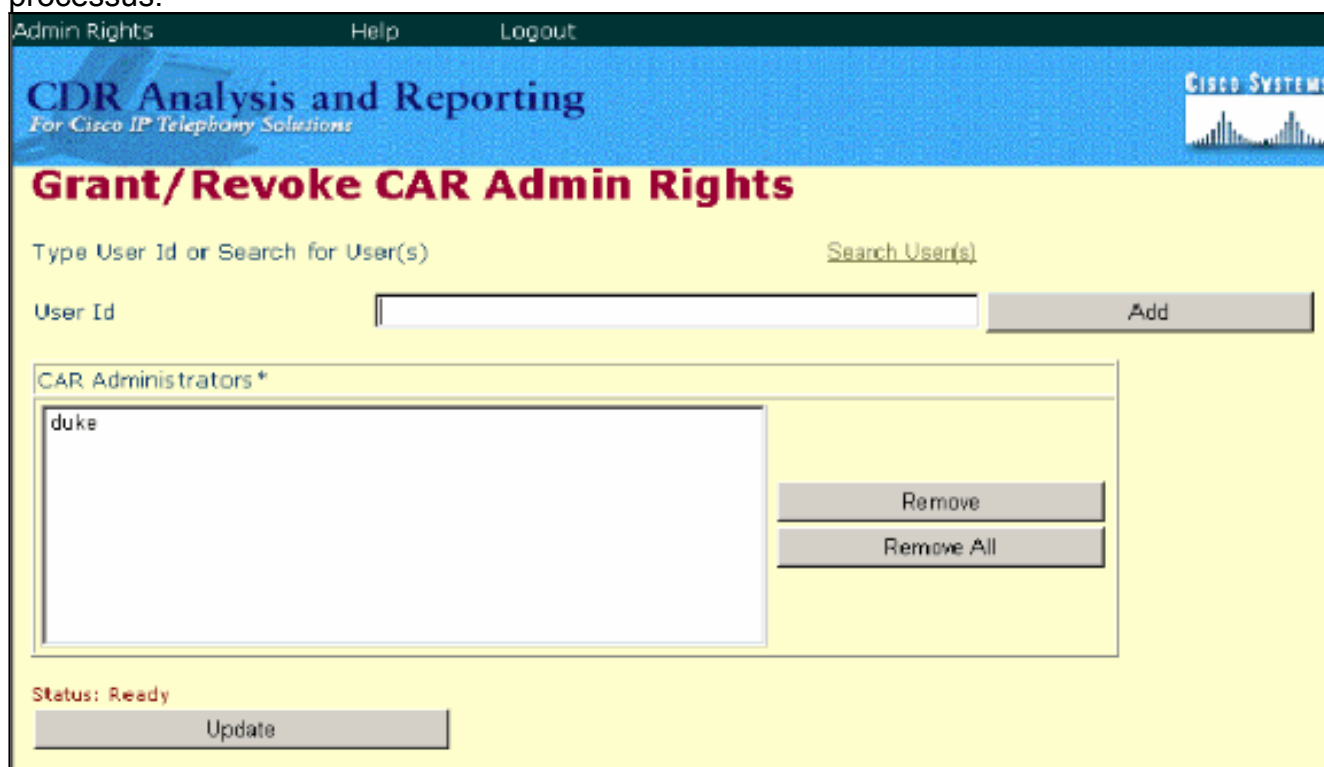 processus.
Admin Rights Help Logout
CDR Analysis and Reporting
For Cisco IP Telephony Solutions
CISCO SYSTEMS
Grant/Revoke CAR Admin Rights
Type User Id or Search for User(s) Search User(s)
User Id Add
CAR Administrators*
duke
Remove
Remove All
Status: Ready
Update